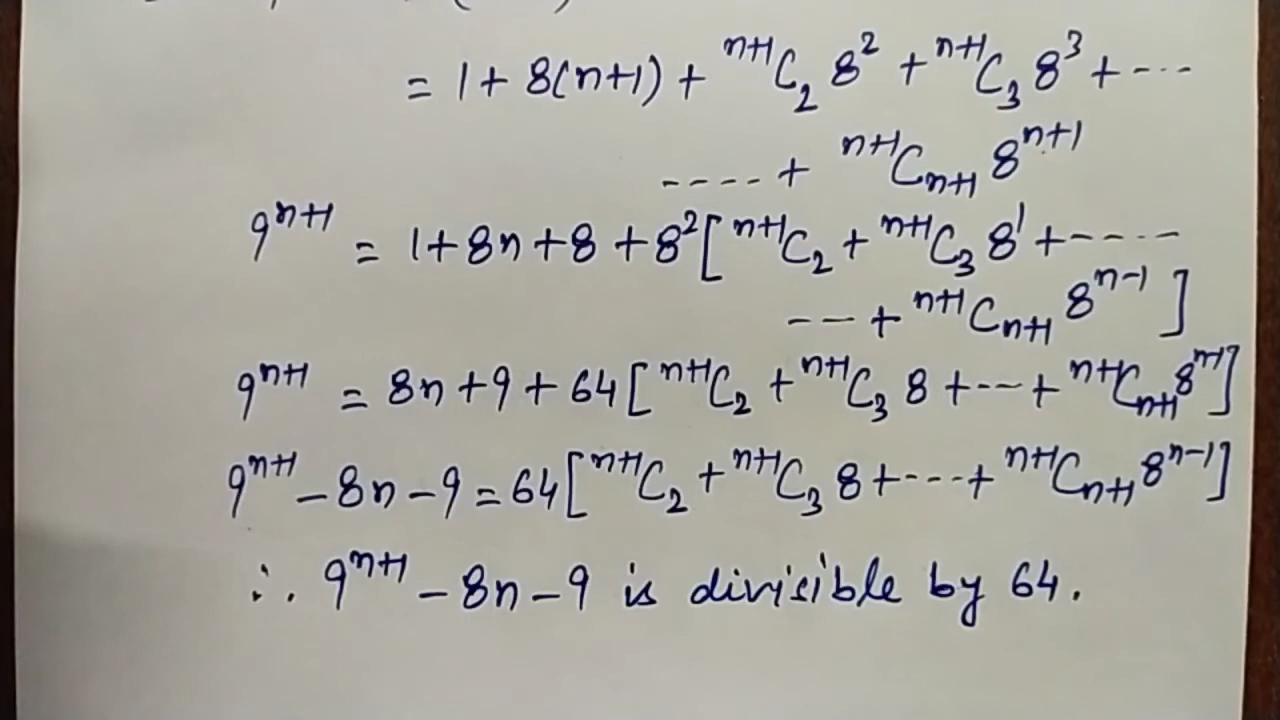 = 1 + 8(n+1) + ⁿ⁺¹C₂ 8² + ⁿ⁺¹C₃ 8³ + ---
---- + ⁿ⁺¹Cₙ₊₁ 8ⁿ⁺¹
9ⁿ⁺¹ = 1 + 8n + 8 + 8² [ ⁿ⁺¹C₂ + ⁿ⁺¹C₃ 8¹ + ----
-- + ⁿ⁺¹Cₙ₊₁ 8ⁿ⁻¹ ]
9ⁿ⁺¹ = 8n + 9 + 64 [ ⁿ⁺¹C₂ + ⁿ⁺¹C₃ 8 + -- + ⁿ⁺¹Cₙ₊₁ 8ⁿ⁻¹ ]
9ⁿ⁺¹ - 8n - 9 = 64 [ ⁿ⁺¹C₂ + ⁿ⁺¹C₃ 8 + --- + ⁿ⁺¹Cₙ₊₁ 8ⁿ⁻¹ ]
∴ 9ⁿ⁺¹ - 8n - 9 is divisible by 64.